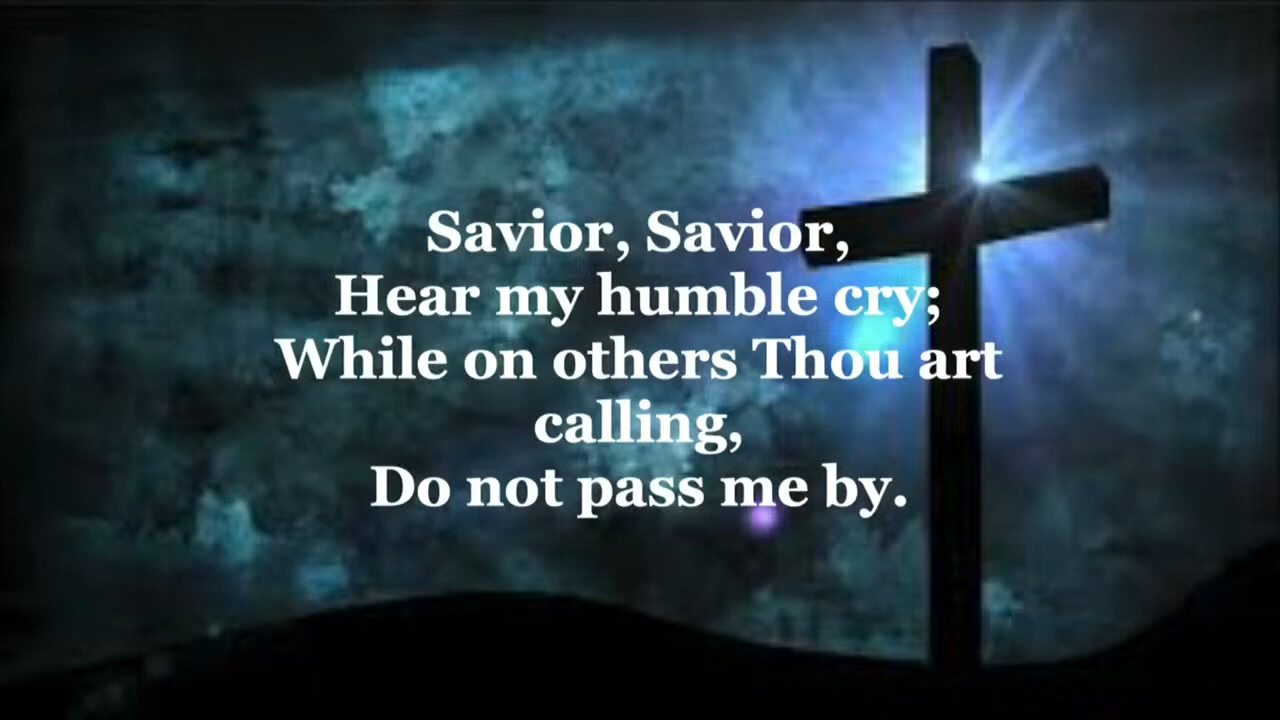 Savior, Savior,
Hear my humble cry;
While on others Thou art
calling,
Do not pass me by.